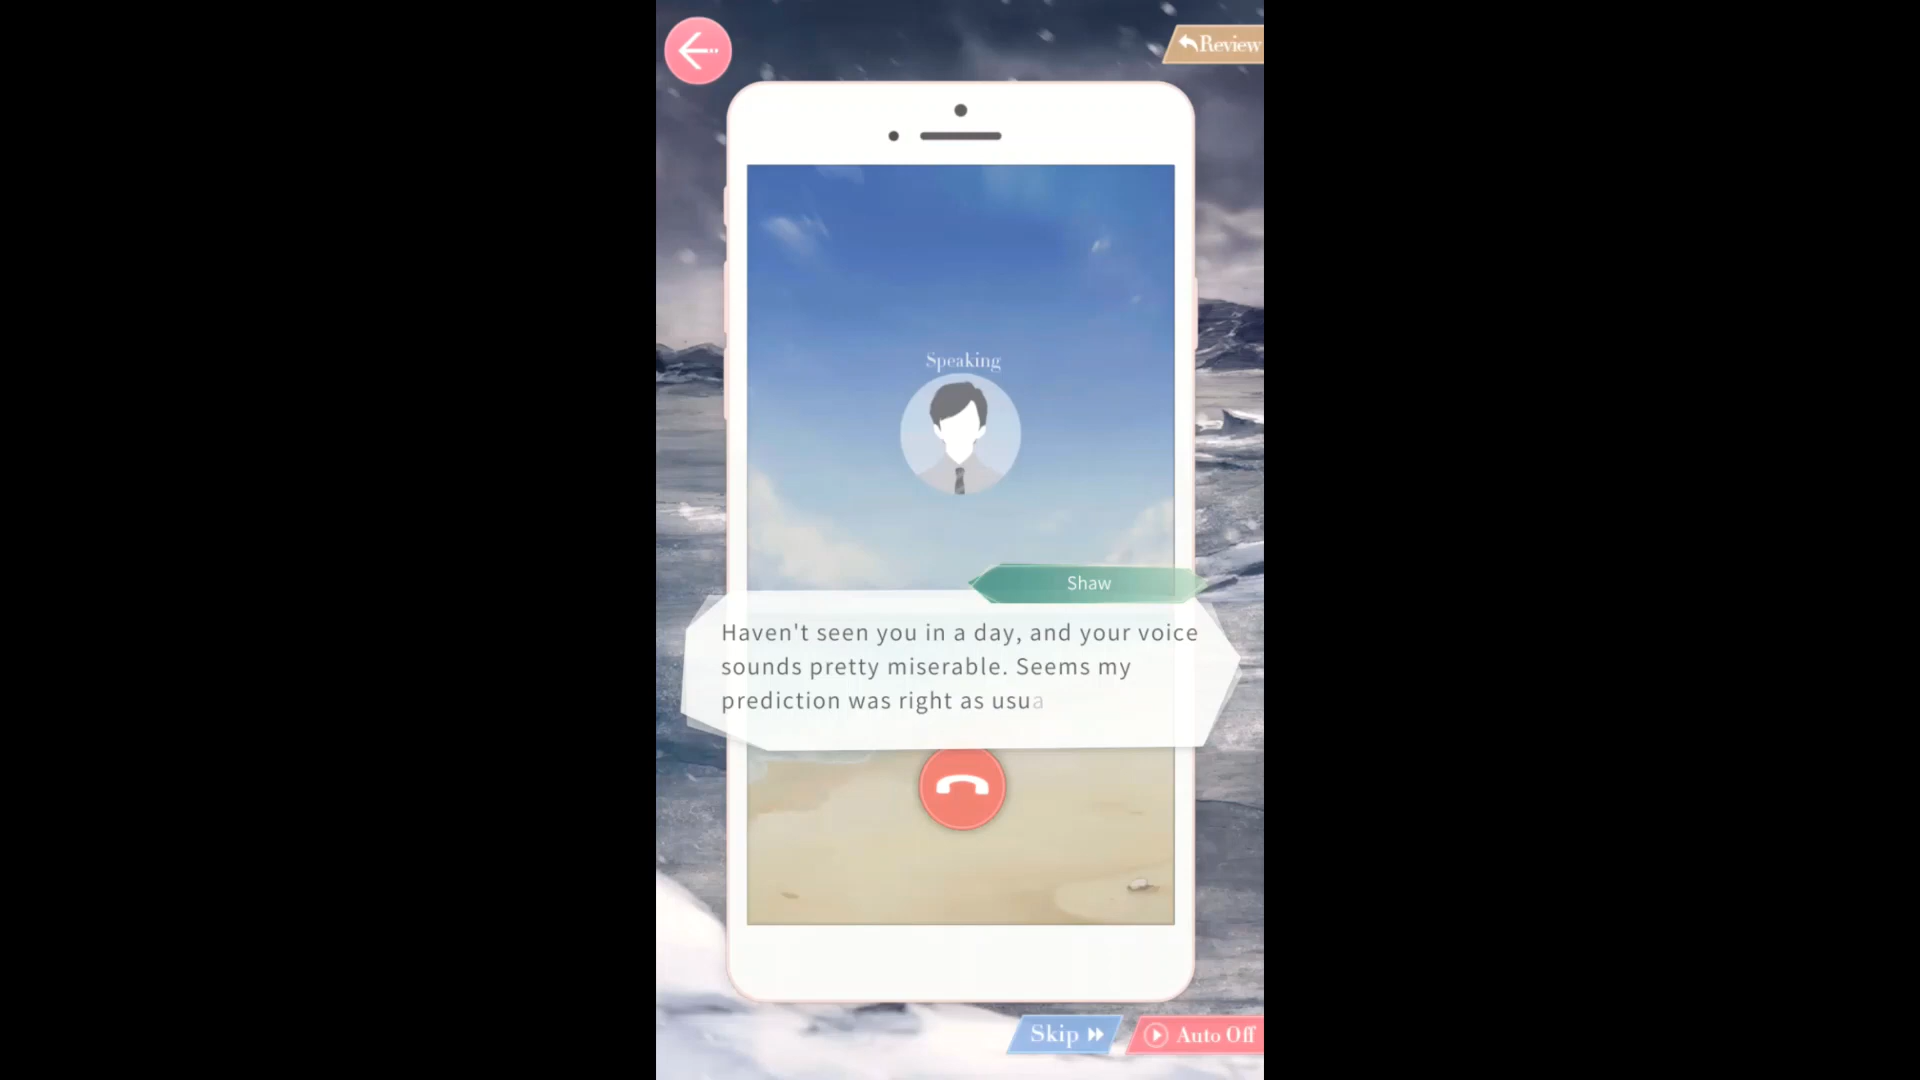 Review
Speaking
Shaw
Haven't seen you in a day, and your voice
sounds pretty miserable. Seems my
prediction was right as usua
Skip
Auto Off